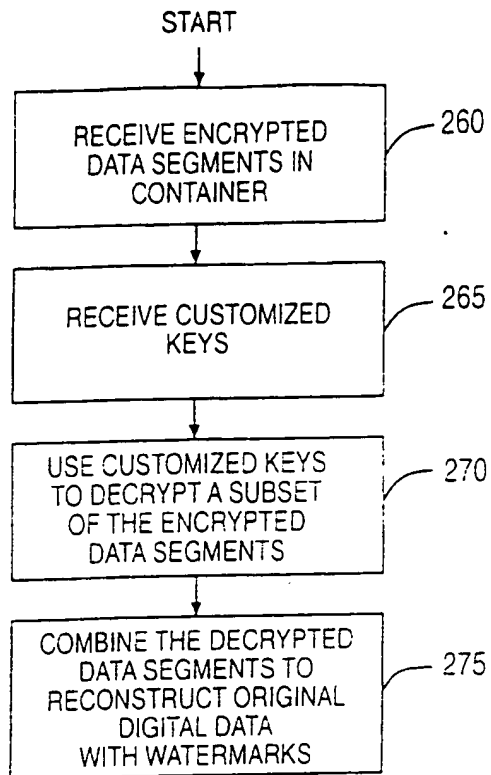 START
RECEIVE ENCRYPTED
DATA SEGMENTS IN
CONTAINER
260
RECEIVE CUSTOMIZED
KEYS
265
USE CUSTOMIZED KEYS
TO DECRYPT A SUBSET
OF THE ENCRYPTED
DATA SEGMENTS
270
COMBINE THE DECRYPTED
DATA SEGMENTS TO
RECONSTRUCT ORIGINAL
DIGITAL DATA
WITH WATERMARKS
275